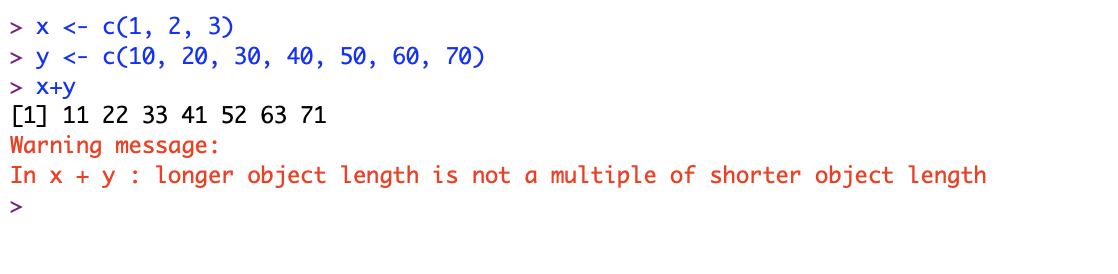 > x <- c(1, 2, 3)
> y <- c(10, 20, 30, 40, 50, 60, 70)
> x+y
[1] 11 22 33 41 52 63 71
Warning message:
In x + y : longer object length is not a multiple of shorter object length
>